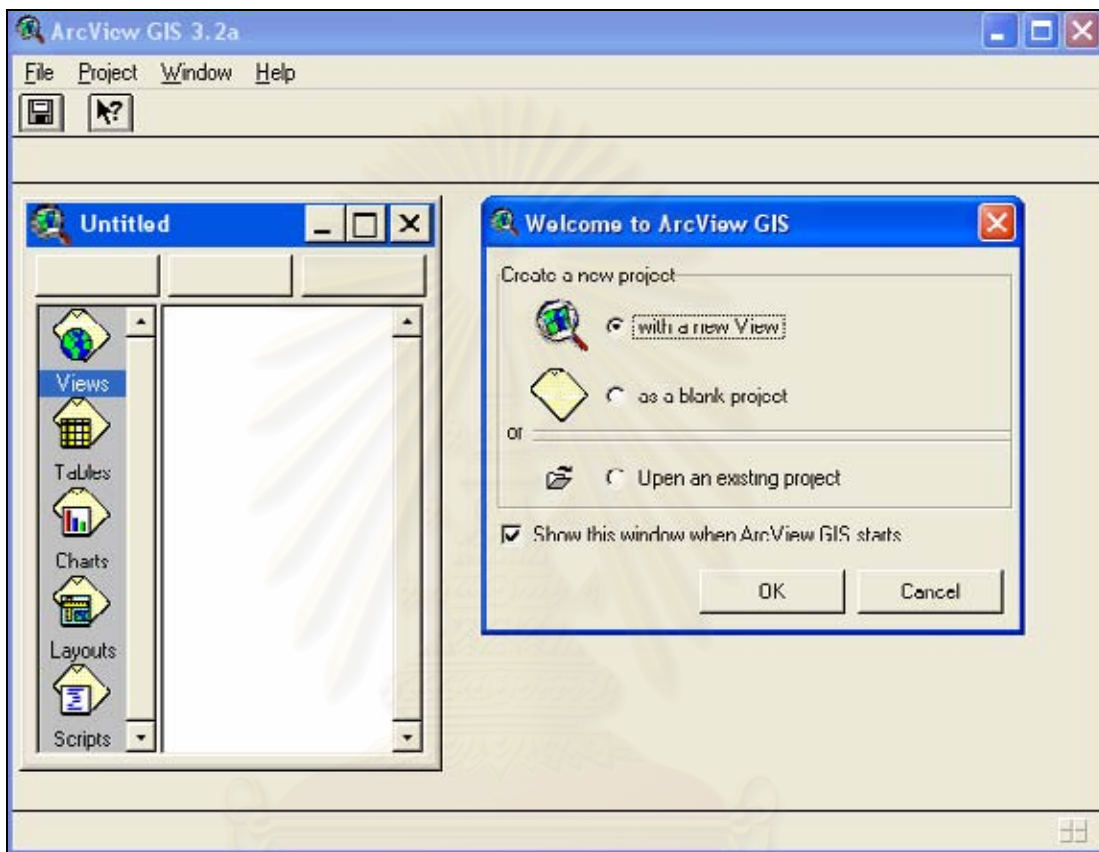 ArcView GIS 3.2a
File Project Window Help
Untitled
Views
Tables
Charts
Layouts
Scripts
Welcome to ArcView GIS
Create a new project
with a new View
as a blank project
or
Open an existing project
Show this window when ArcView GIS starts
OK Cancel